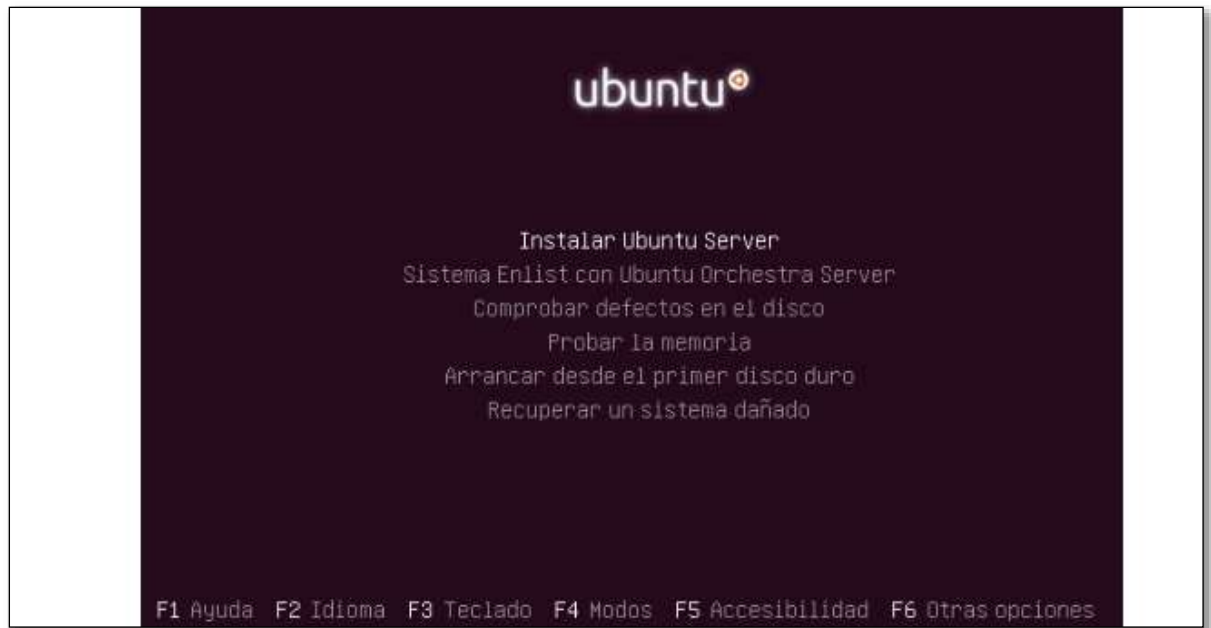 ubuntu
Instalar Ubuntu Server
Sistema Enlist con Ubuntu Orchestra Server
Comprobar defectos en el disco
Probar la memoria
Arrancar desde el primer disco duro
Recuperar un sistema dañado
F1 Ayuda F2 Idioma F3 Teclado F4 Modos F5 Accesibilidad F6 Otras opciones